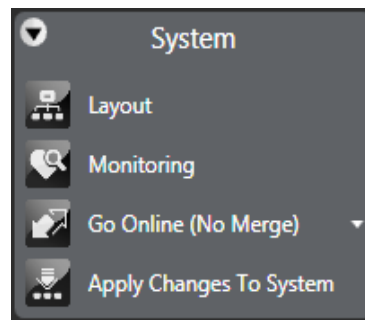 System
Layout
Monitoring
Go Online (No Merge)
Apply Changes To System